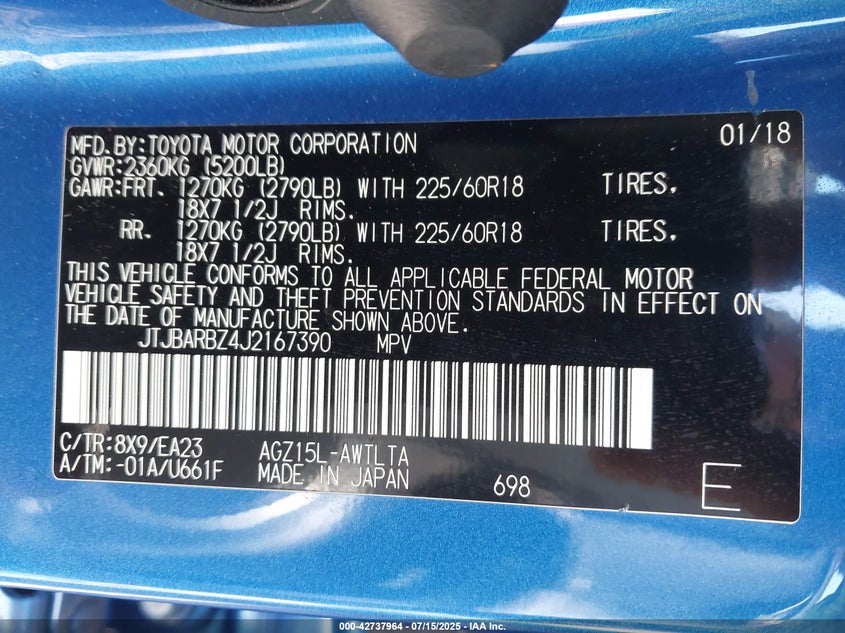 MFD.BY:TOYOTA MOTOR CORPORATION 01/18
GVWR:2360KG (5200LB)
GAWR:FRT. 1270KG (2790LB) WITH 225/60R18 TIRES.
18X7 1/2J RIMS.
RR. 1270KG (2790LB) WITH 225/60R18 TIRES.
18X7 1/2J RIMS.
THIS VEHICLE CONFORMS TO ALL APPLICABLE FEDERAL MOTOR
VEHICLE SAFETY AND THEFT PREVENTION STANDARDS IN EFFECT ON
THE DATE OF MANUFACTURE SHOWN ABOVE.
JTJBARBZ4J2167390 MPV
C/TR:8X9/EA23 AGZ15L-AWTLTA
A/TM:-01A/U661F MADE IN JAPAN 698 E
000-42737964 - 07/15/2025 - IAA Inc.